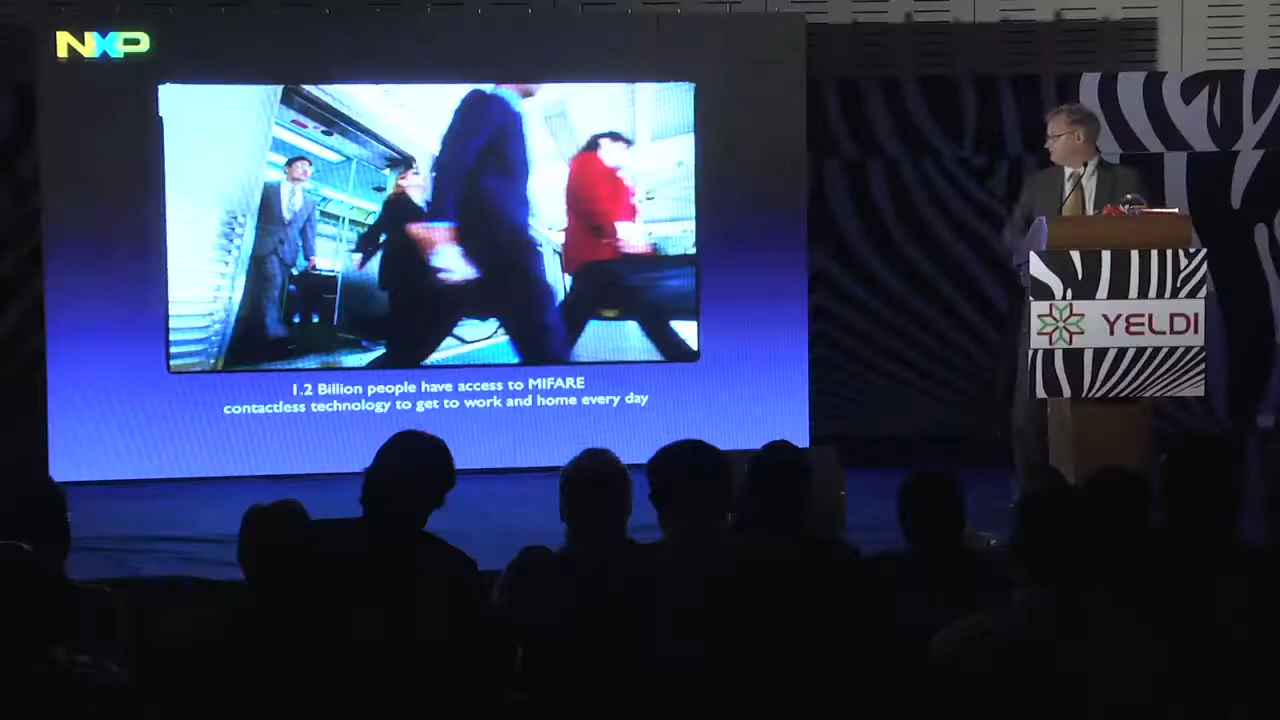 NXP
1.2 Billion people have access to MIFARE
contactless technology to get to work and home every day
YELDI